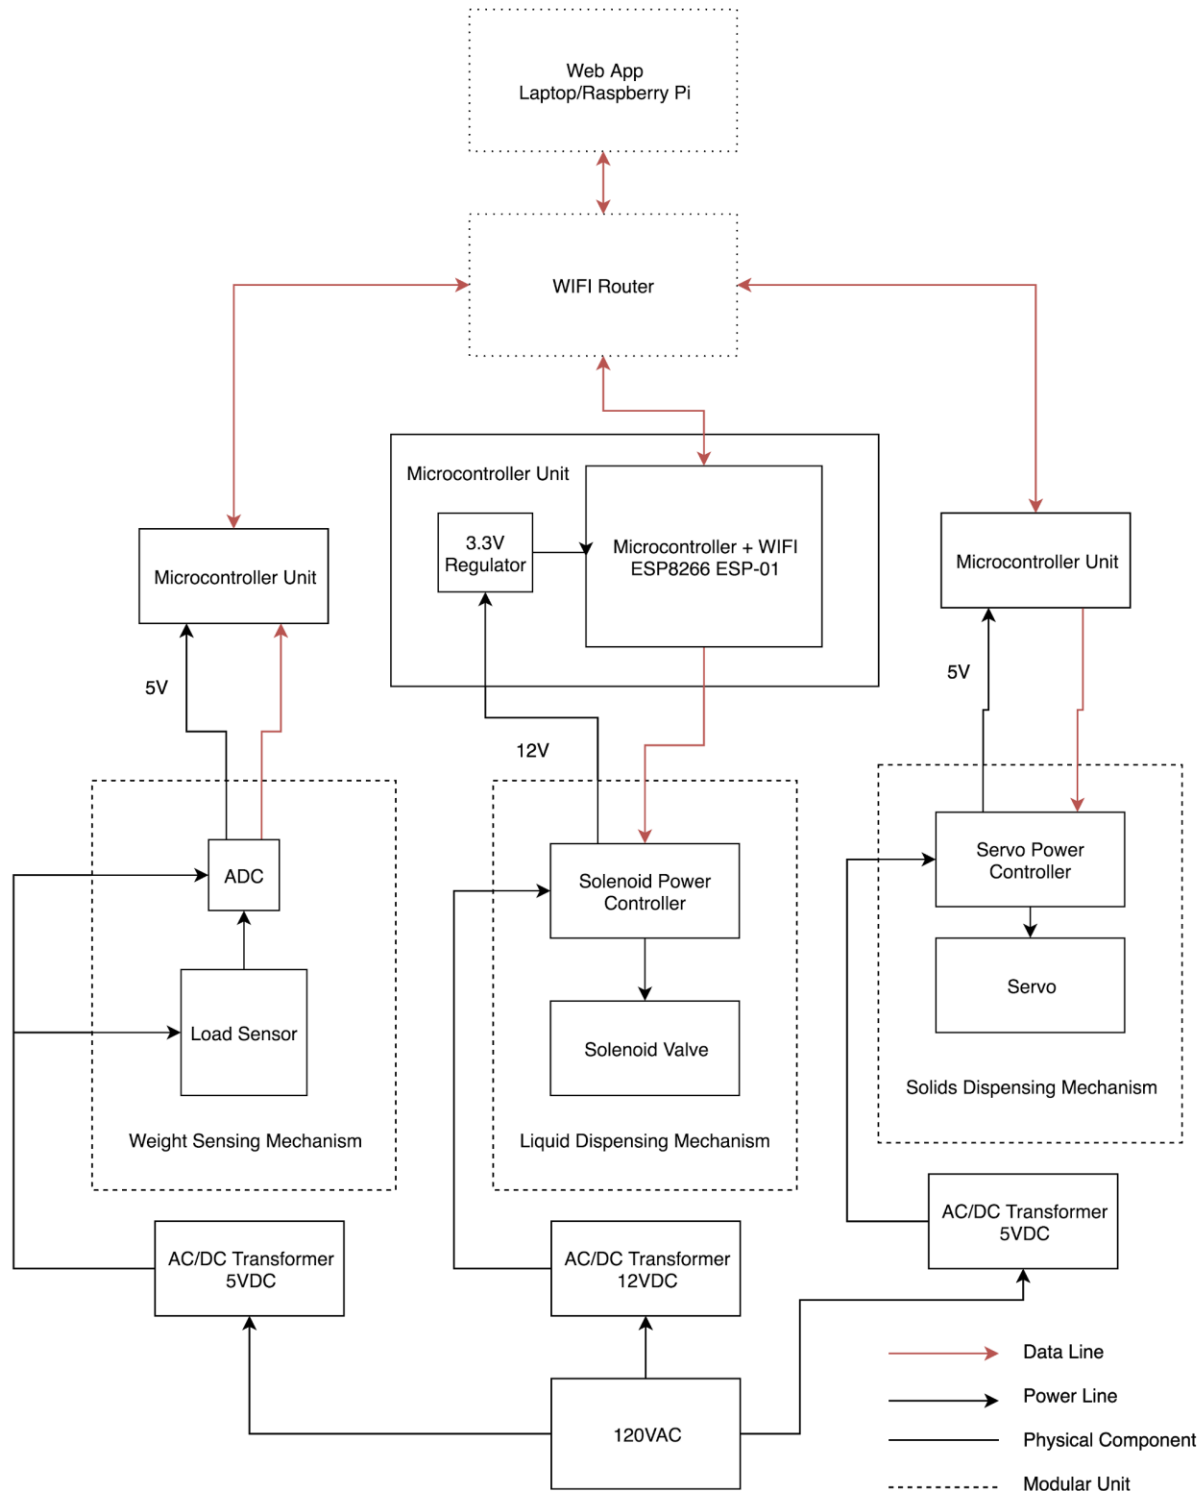 Web App
Laptop/Raspberry Pi
WIFI Router
Microcontroller Unit
3.3V
Regulator
Microcontroller + WIFI
ESP8266 ESP-01
Microcontroller Unit
Microcontroller Unit
5V
12V
5V
ADC
Load Sensor
Weight Sensing Mechanism
Solenoid Power
Controller
Solenoid Valve
Liquid Dispensing Mechanism
Servo Power
Controller
Servo
Solids Dispensing Mechanism
AC/DC Transformer
5VDC
AC/DC Transformer
12VDC
AC/DC Transformer
5VDC
120VAC
Data Line
Power Line
Physical Component
Modular Unit